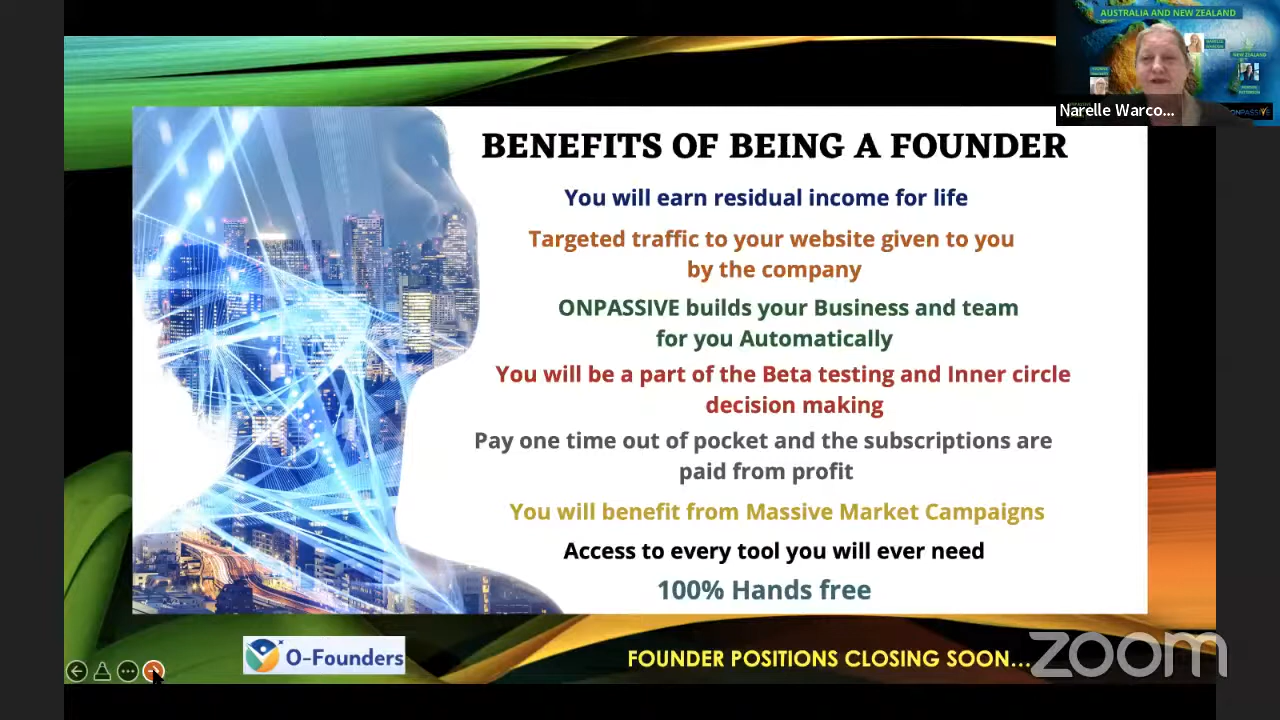 AUSTRALIA AND NEW ZEALAND
NEW ZEALAND
Narelle Warco...
ONPASSIVE
BENEFITS OF BEING A FOUNDER
You will earn residual income for life
Targeted traffic to your website given to you
by the company
ONPASSIVE builds your Business and team
for you Automatically
You will be a part of the Beta testing and Inner circle
decision making
Pay one time out of pocket and the subscriptions are
paid from profit
You will benefit from Massive Market Campaigns
Access to every tool you will ever need
100% Hands free
O-Founders
FOUNDER POSITIONS CLOSING SOON...
zoom